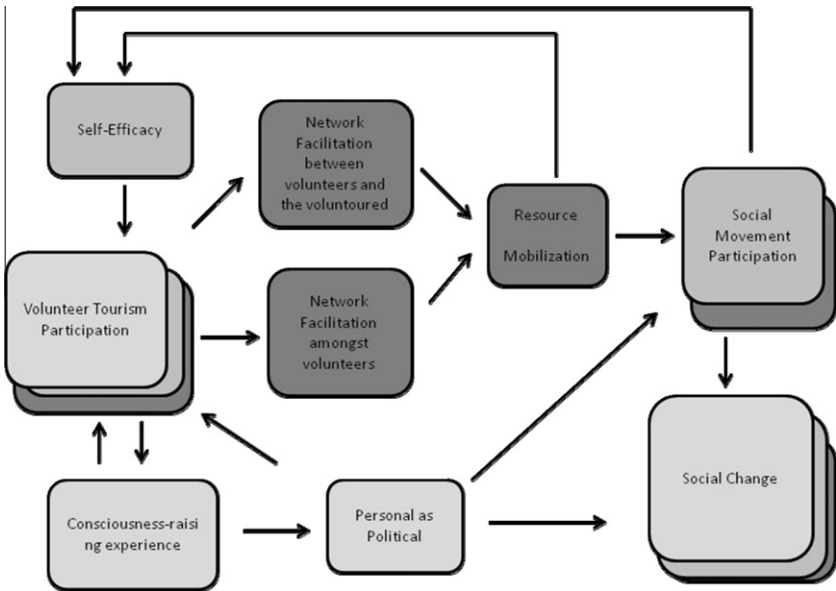 Self-Efficacy
Network
Facilitation
between
volunteers and
the voluntoured
Resource
Mobilization
Social
Movement
Participation
Volunteer Tourism
Participation
Network
Facilitation
amongst
volunteers
Social Change
Consciousness-raisi
ng experience
Personal as
Political